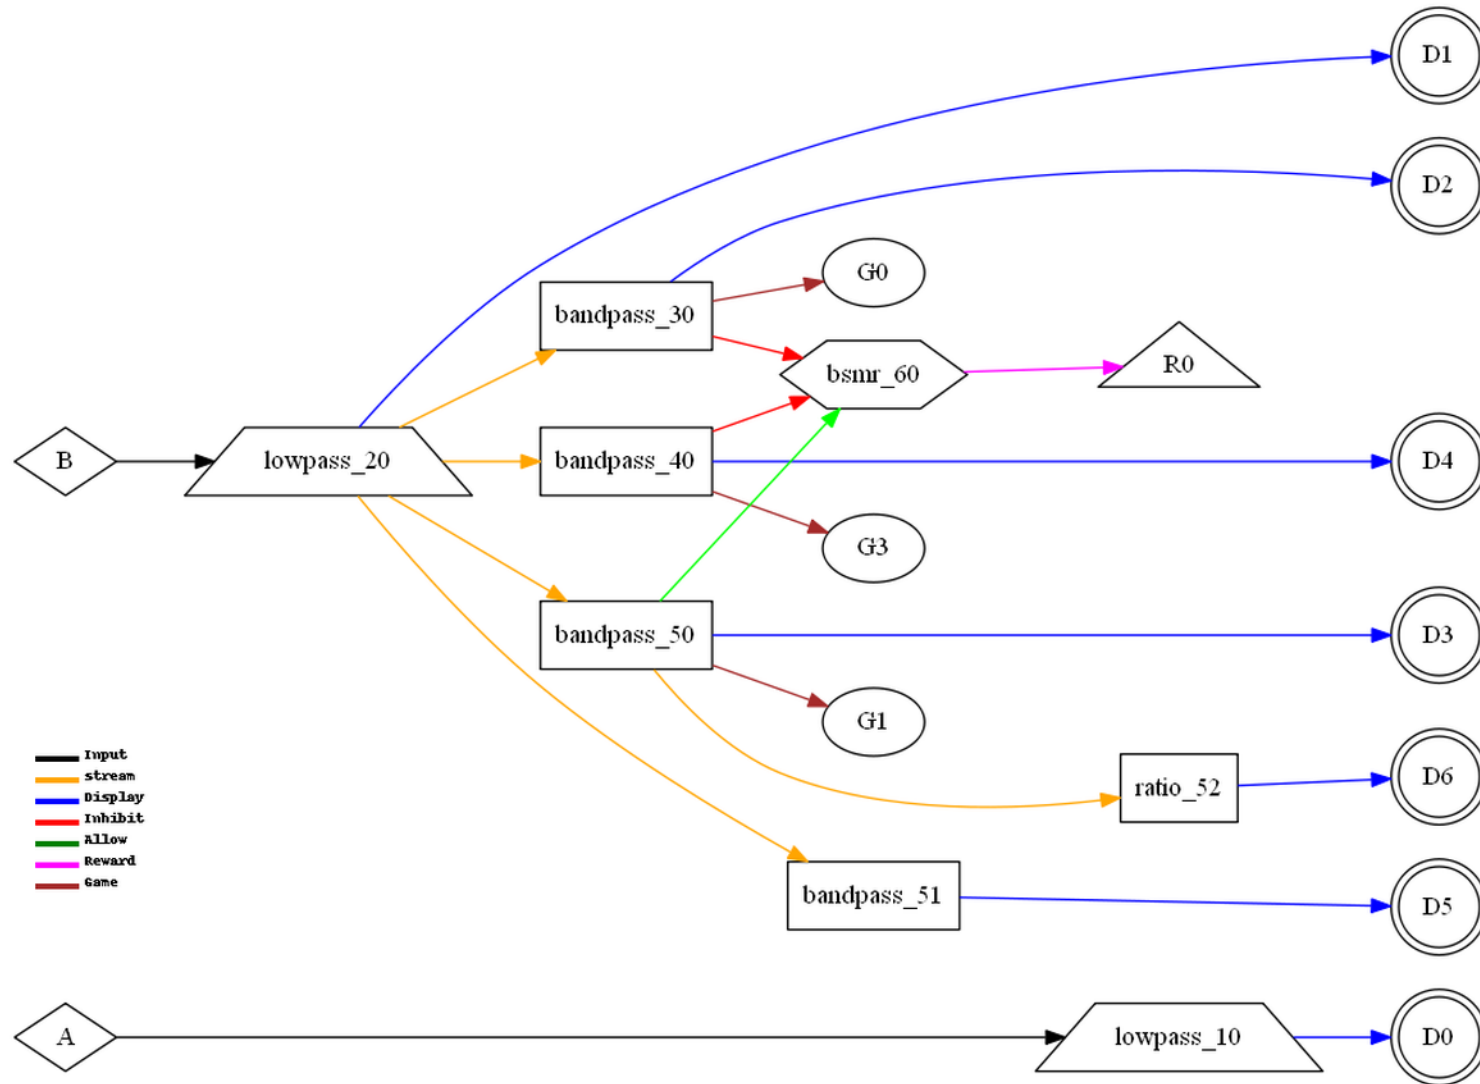 D1
D2
G0
bandpass_30
R0
bsmr_60
B
lowpass_20
bandpass_40
D4
G3
bandpass_50
D3
G1
Input
stream
Display
Inhibit
Allow
Reward
Game
ratio_52
D6
bandpass_51
D5
A
lowpass_10
D0